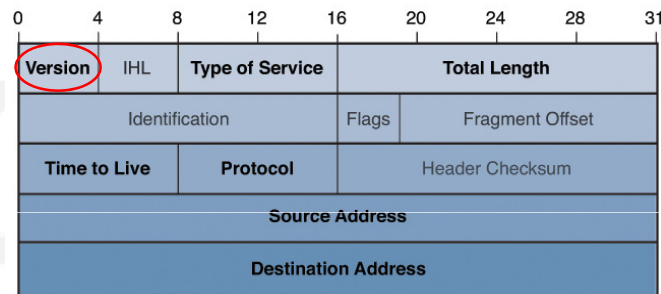 0 4 8 12 16 20 24 28 31
Version IHL Type of Service Total Length
Identification Flags Fragment Offset
Time to Live Protocol Header Checksum
Source Address
Destination Address